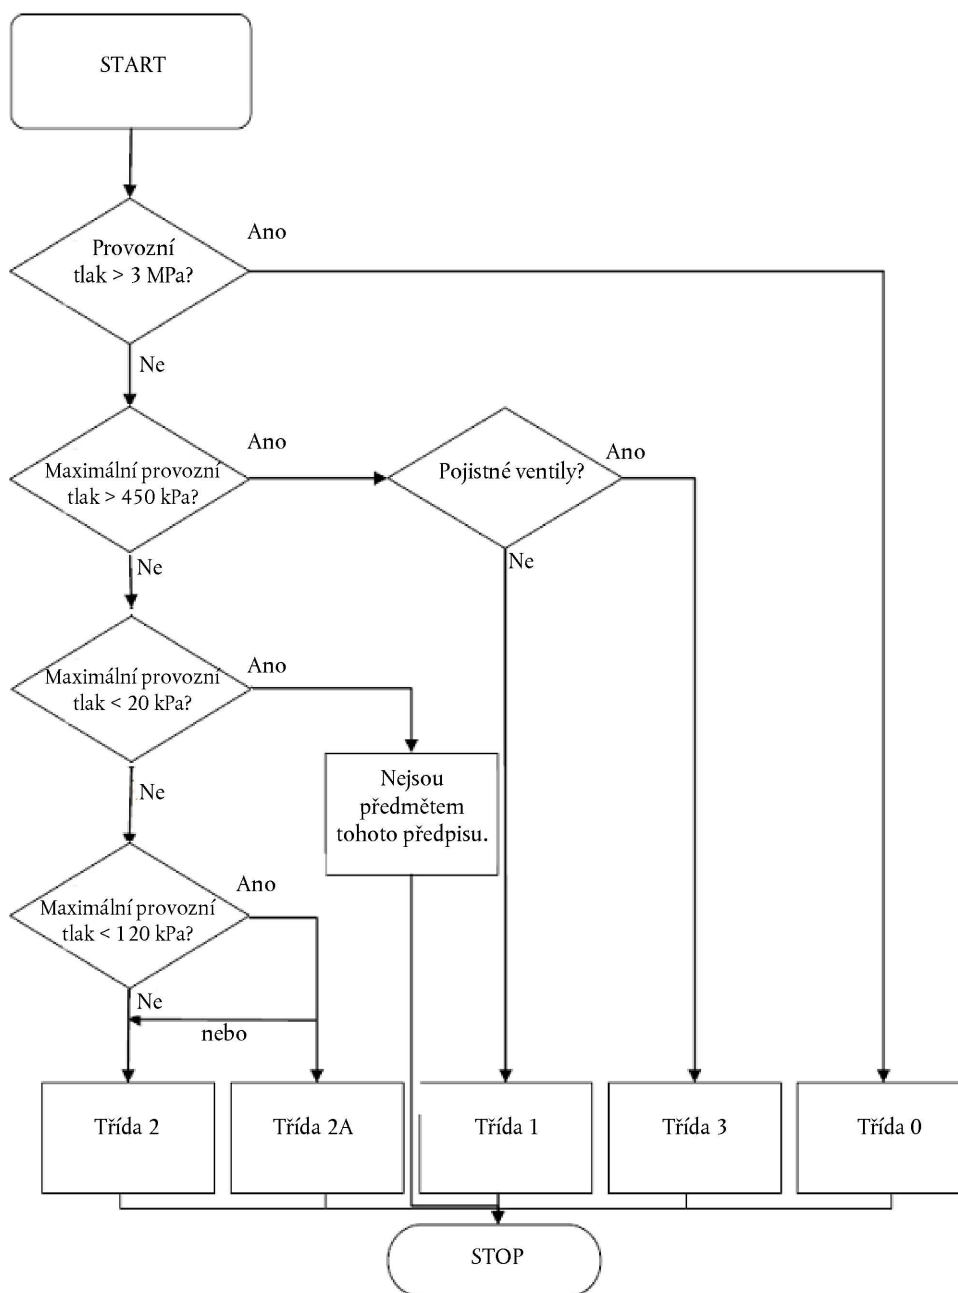 START
Provozní
tlak > 3 MPa?
Ano
Ne
Maximální provozní
tlak > 450 kPa?
Ano
Pojistné ventily?
Ano
Ne
Ne
Maximální provozní
tlak < 20 kPa?
Ano
Nejsou
předmětem
tohoto předpisu.
Ne
Maximální provozní
tlak < 120 kPa?
Ano
Ne
nebo
Třída 2
Třída 2A
Třída 1
Třída 3
Třída 0
STOP